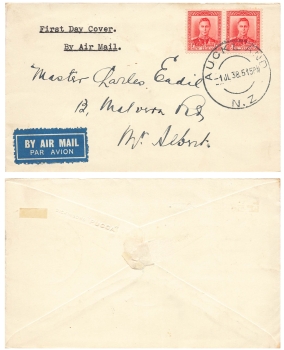 First Day Cover.
By Air Mail.
AUCKLAND
-1 JL 38 515PM
N.Z
Master Charles Eadie
12, Malvern Rd,
Mt Albert.
BY AIR MAIL
PAR AVION